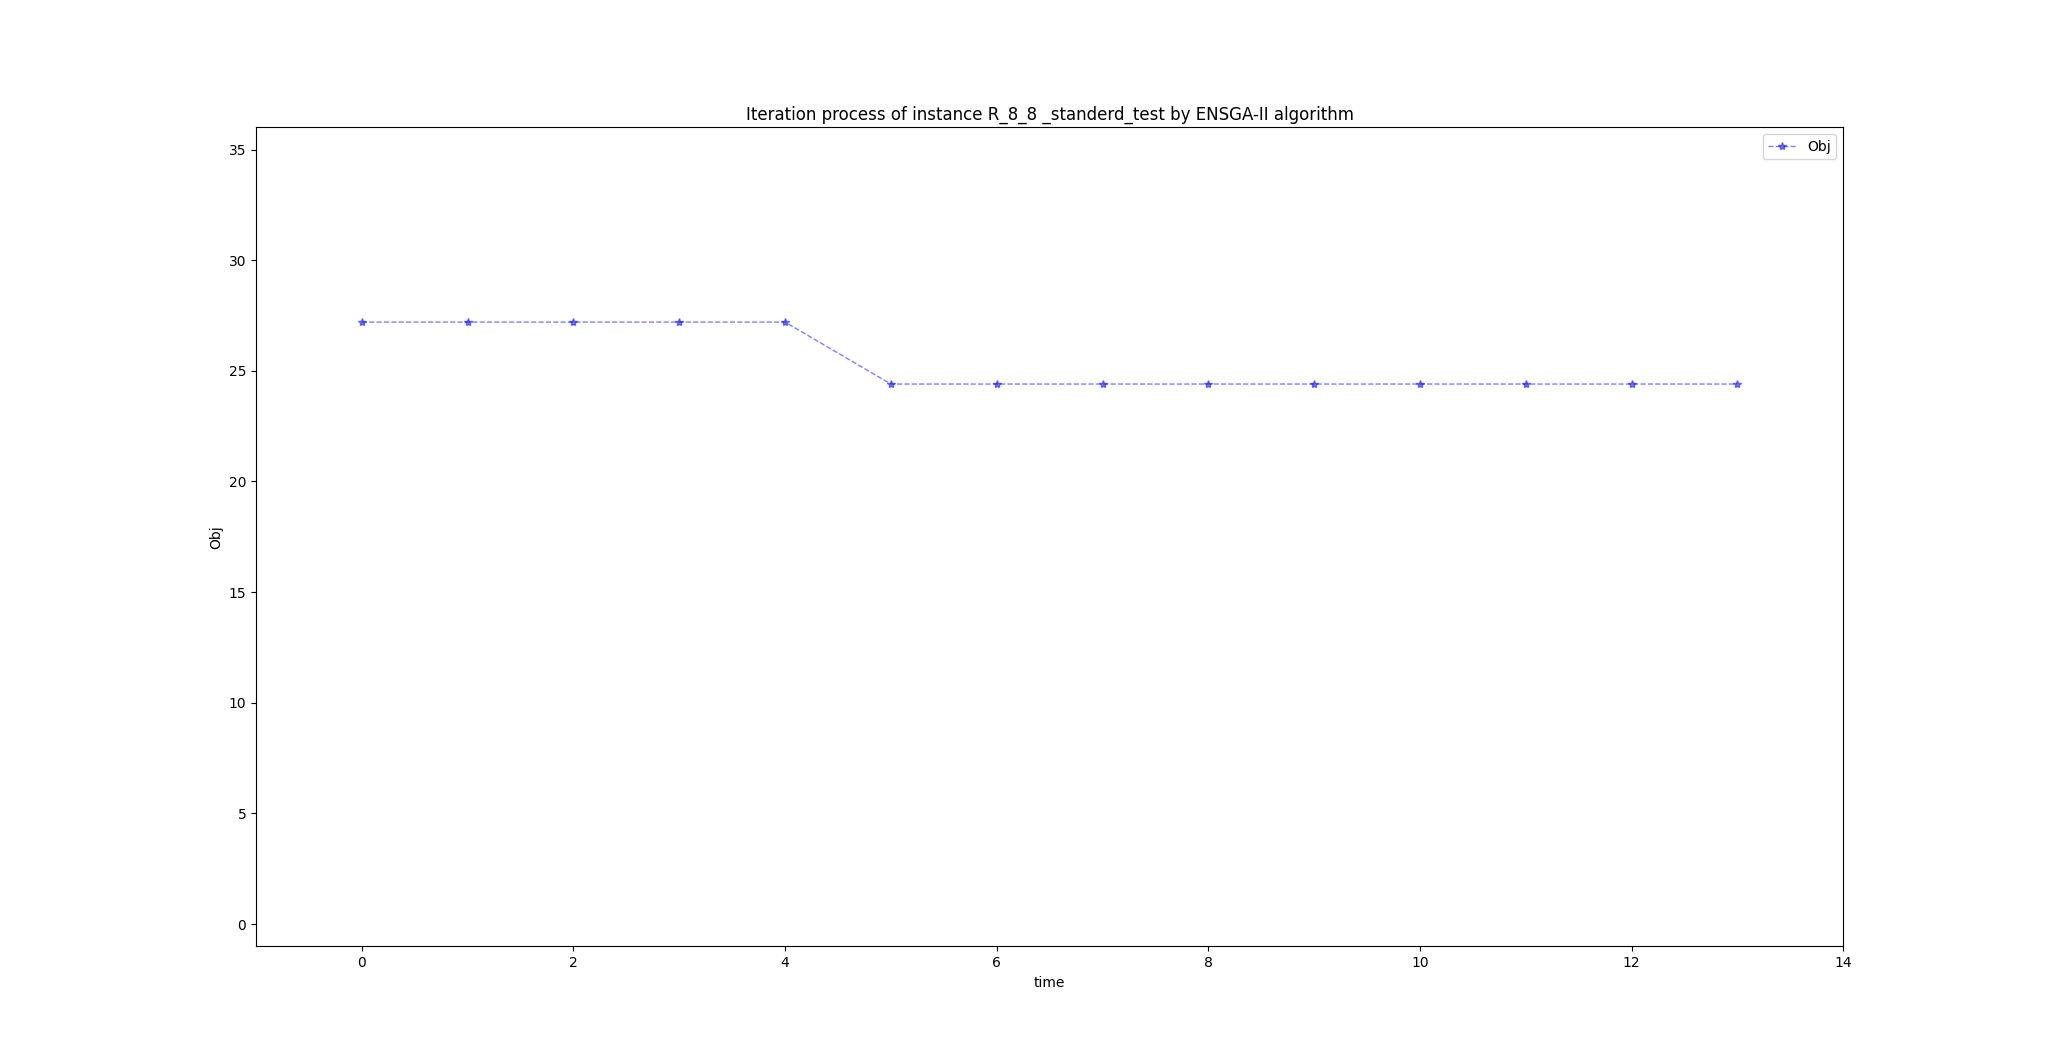 Iteration process of instance R_8_8 _standerd_test by ENSGA-II algorithm
Obj
35
30
25
20
15
10
5
0
Obj
0 2 4 6 8 10 12 14
time